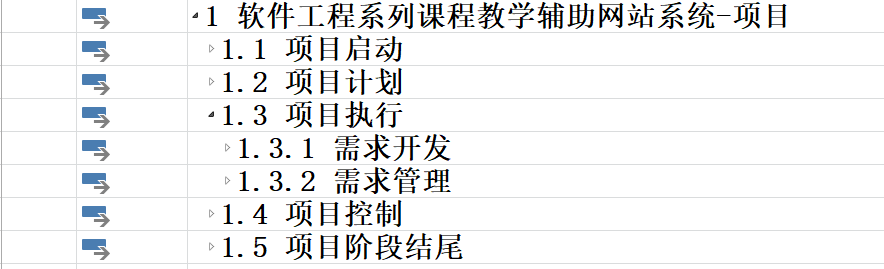 1 软件工程系列课程教学辅助网站系统-项目
1.1 项目启动
1.2 项目计划
1.3 项目执行
1.3.1 需求开发
1.3.2 需求管理
1.4 项目控制
1.5 项目阶段结尾